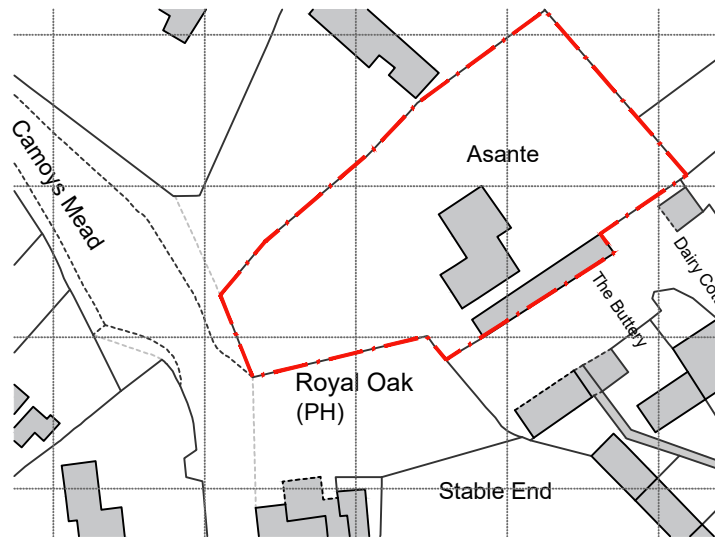 Asante
Camoys Mead
Dairy Cot
The Buttery
Royal Oak
(PH)
Stable End